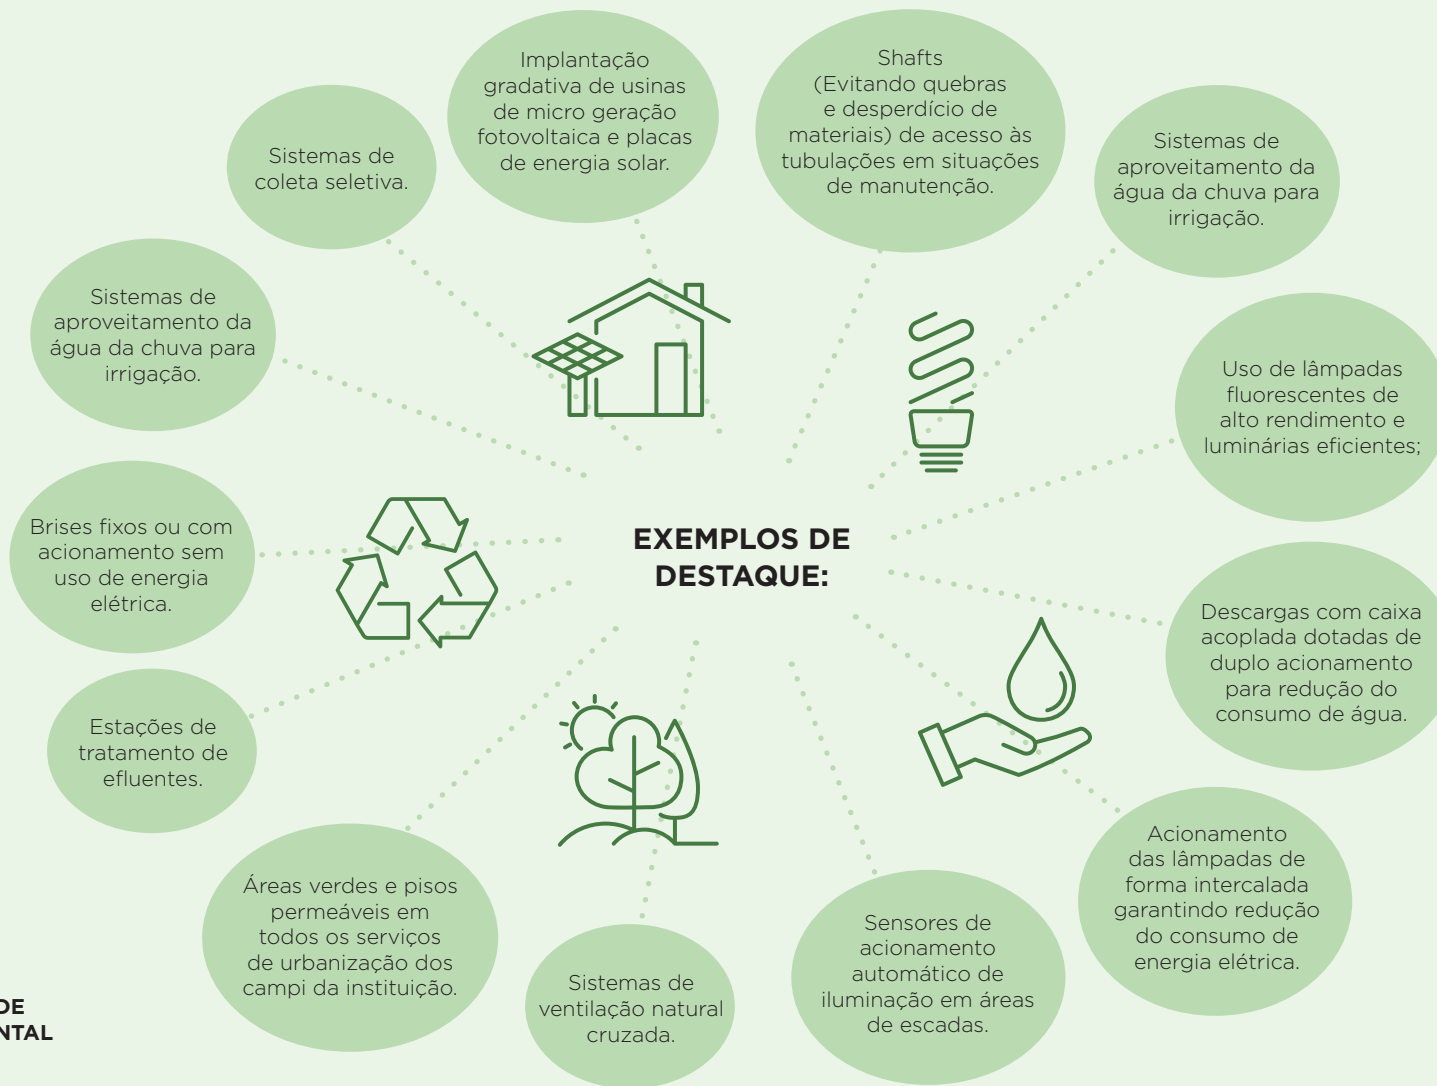 Implantação
gradativa de usinas
de micro geração
fotovoltaica e placas
de energia solar.
Shafts
(Evitando quebras
e desperdício de
materiais) de acesso às
tubulações em situações
de manutenção.
Sistemas de
coleta seletiva.
Sistemas de
aproveitamento da
água da chuva para
irrigação.
Sistemas de
aproveitamento da
água da chuva para
irrigação.
Uso de lâmpadas
fluorescentes de
alto rendimento e
luminárias eficientes;
Brises fixos ou com
acionamento sem
uso de energia
elétrica.
EXEMPLOS DE
DESTAQUE:
Descargas com caixa
acoplada dotadas de
duplo acionamento
para redução do
consumo de água.
Estações de
tratamento de
efluentes.
Acionamento
das lâmpadas de
forma intercalada
garantindo redução
do consumo de
energia elétrica.
Áreas verdes e pisos
permeáveis em
todos os serviços
de urbanização dos
campi da instituição.
Sistemas de
ventilação natural
cruzada.
Sensores de
acionamento
automático de
iluminação em áreas
de escadas.
DE
NTAL